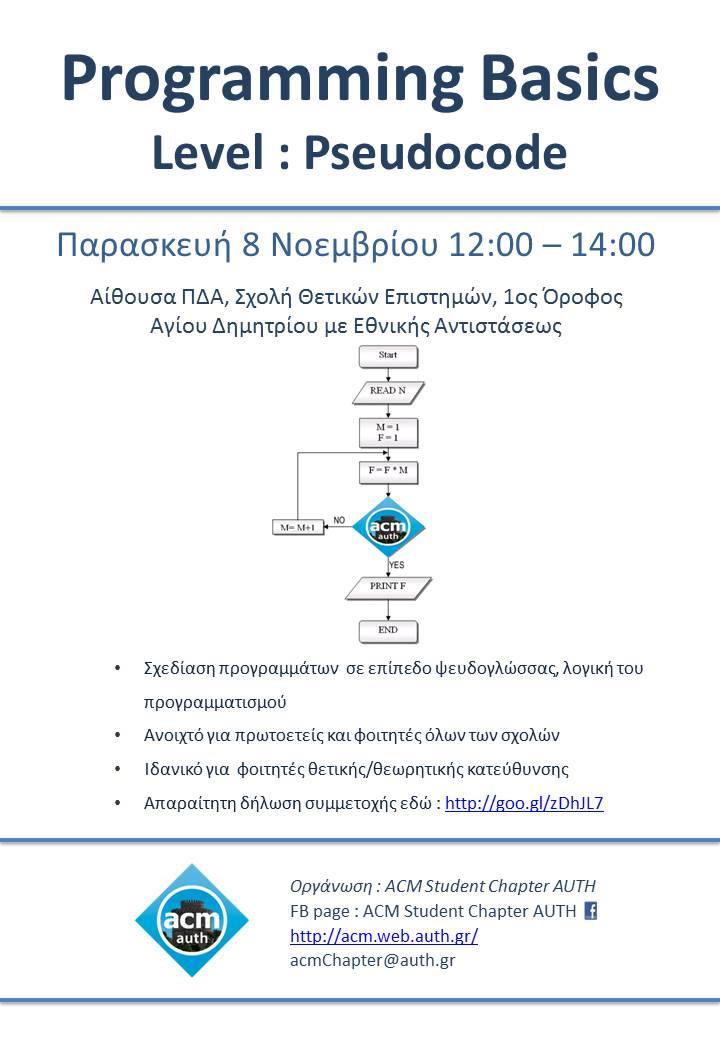 Programming Basics
Level : Pseudocode
Παρασκευή 8 Νοεμβρίου 12:00 – 14:00
Αίθουσα ΠΔΑ, Σχολή Θετικών Επιστημών, 1ος Όροφος
Αγίου Δημητρίου με Εθνικής Αντιστάσεως
Start
READ N
M = 1
F = 1
F = F * M
acm
auth
NO
M= M+1
YES
PRINT F
END
• Σχεδίαση προγραμμάτων σε επίπεδο ψευδογλώσσας, λογική του
προγραμματισμού
• Ανοιχτό για πρωτοετείς και φοιτητές όλων των σχολών
• Ιδανικό για φοιτητές θετικής/θεωρητικής κατεύθυνσης
• Απαραίτητη δήλωση συμμετοχής εδώ : http://goo.gl/zDhJL7
acm
auth
Οργάνωση : ACM Student Chapter AUTH
FB page : ACM Student Chapter AUTH f
http://acm.web.auth.gr/
acmChapter@auth.gr